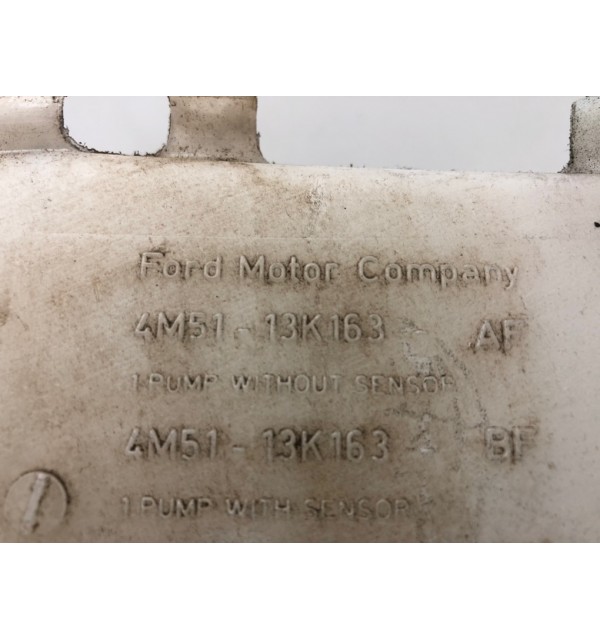 Ford Motor Company
4M51 - 13K163 - AF
1 PUMP WITHOUT SENSOR
4M51 - 13K163 - BF
1 PUMP WITH SENSOR